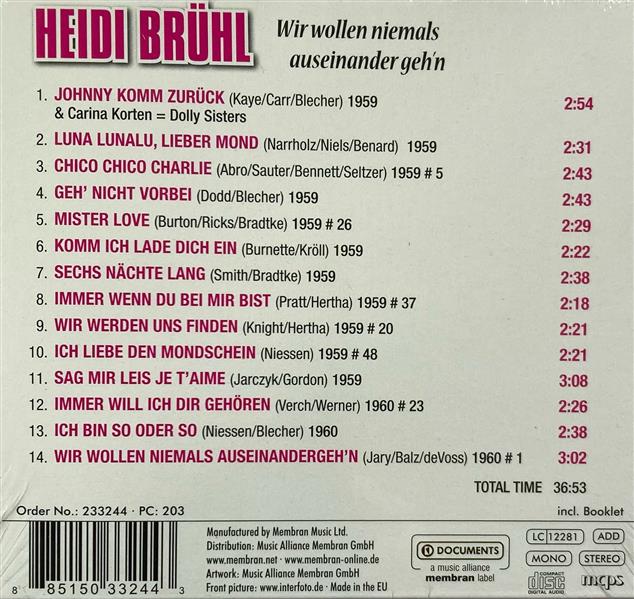 HEIDI BRÜHL
Wir wollen niemals
auseinander geh'n
1. JOHNNY KOMM ZURÜCK (Kaye/Carr/Blecher) 1959 2:54
& Carina Korten = Dolly Sisters
2. LUNA LUNALU, LIEBER MOND (Narrholz/Niels/Benard) 1959 2:31
3. CHICO CHICO CHARLIE (Abro/Sauter/Bennett/Seltzer) 1959 # 5 2:43
4. GEH' NICHT VORBEI (Dodd/Blecher) 1959 2:43
5. MISTER LOVE (Burton/Ricks/Bradtke) 1959 # 26 2:29
6. KOMM ICH LADE DICH EIN (Burnette/Kröll) 1959 2:22
7. SECHS NÄCHTE LANG (Smith/Bradtke) 1959 2:38
8. IMMER WENN DU BEI MIR BIST (Pratt/Hertha) 1959 # 37 2:18
9. WIR WERDEN UNS FINDEN (Knight/Hertha) 1959 # 20 2:21
10. ICH LIEBE DEN MONDSCHEIN (Niessen) 1959 # 48 2:21
11. SAG MIR LEIS JE T'AIME (Jarczyk/Gordon) 1959 3:08
12. IMMER WILL ICH DIR GEHÖREN (Verch/Werner) 1960 # 23 2:26
13. ICH BIN SO ODER SO (Niessen/Blecher) 1960 2:38
14. WIR WOLLEN NIEMALS AUSEINANDERGEH'N (Jary/Balz/deVoss) 1960 # 1 3:02
TOTAL TIME 36:53
Order No.: 233244 · PC: 203 incl. Booklet
Manufactured by Membran Music Ltd.
Distribution: Music Alliance Membran GmbH
www.membran.net · www.membran-online.de
Artwork: Music Alliance Membran GmbH
Front Cover: www.interfoto.de · Made in the EU
8 85150 33244 3
DOCUMENTS
a music alliance
membran label
LC 12281 ADD
MONO STEREO
COMPACT
disc
DIGITAL AUDIO
mcps